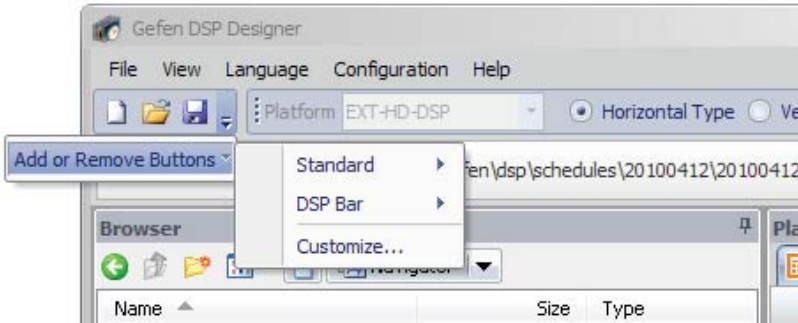 Gefen DSP Designer
File View Language Configuration Help
Platform EXT-HD-DSP Horizontal Type
Add or Remove Buttons
Standard
fen\dsp\schedules\20100412\20100412
DSP Bar
Customize...
Browser
Name Size Type